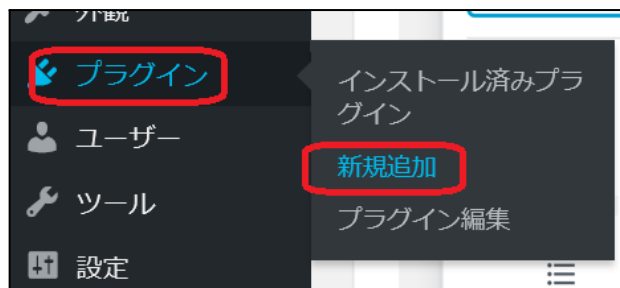 外観
プラグイン
インストール済みプラ
グイン
新規追加
プラグイン編集
ユーザー
ツール
設定